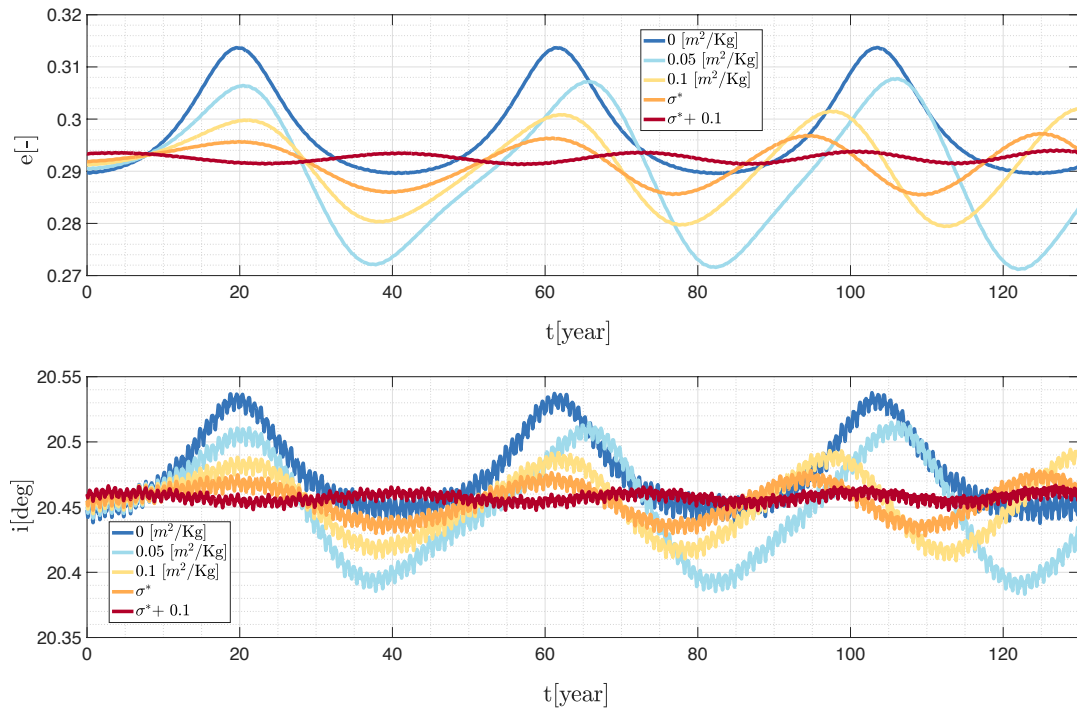 0.32
0.31
0.3
0.29
0.28
0.27
e[-]
0 [m²/Kg]
0.05 [m²/Kg]
0.1 [m²/Kg]
σ*
σ*+ 0.1
0 20 40 60 80 100 120
t[year]
20.55
20.5
20.45
20.4
20.35
i[deg]
0 [m²/Kg]
0.05 [m²/Kg]
0.1 [m²/Kg]
σ*
σ*+ 0.1
0 20 40 60 80 100 120
t[year]